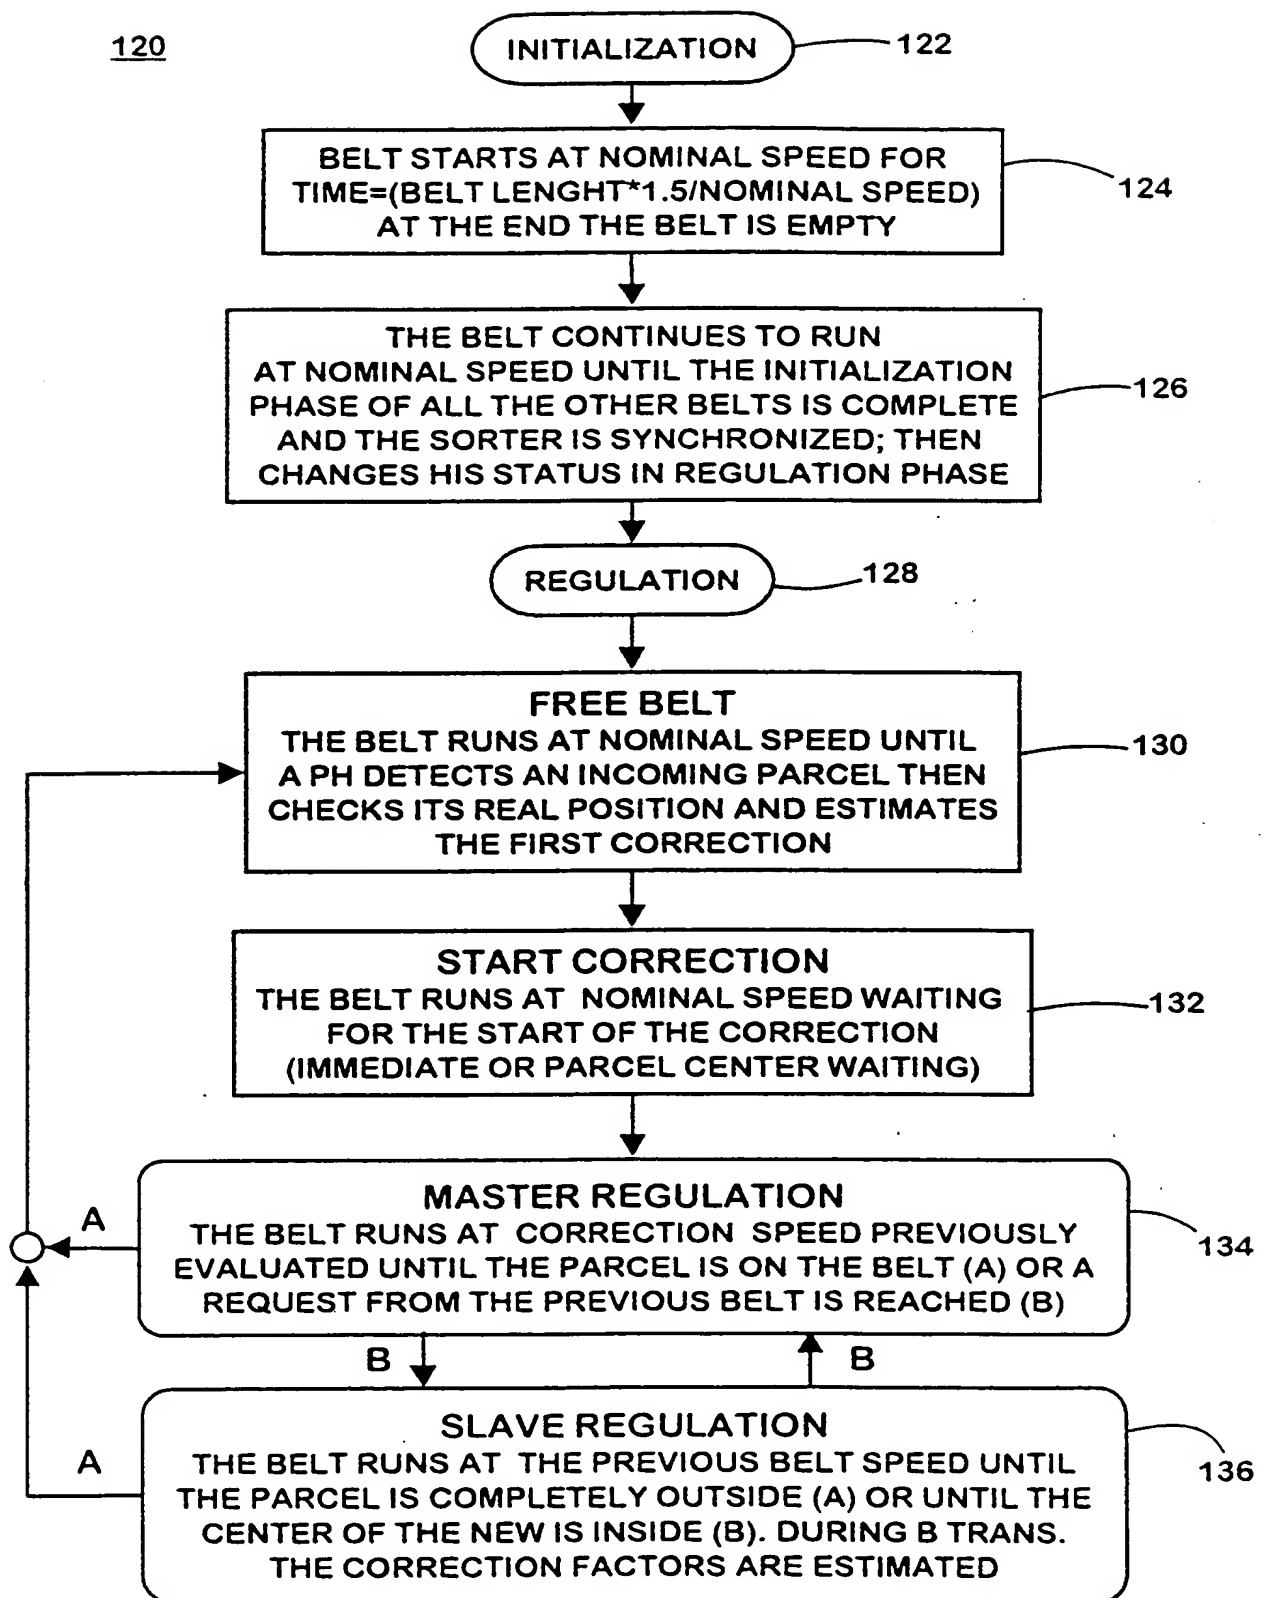 120
INITIALIZATION
122
BELT STARTS AT NOMINAL SPEED FOR
TIME=(BELT LENGHT*1.5/NOMINAL SPEED)
AT THE END THE BELT IS EMPTY
124
THE BELT CONTINUES TO RUN
AT NOMINAL SPEED UNTIL THE INITIALIZATION
PHASE OF ALL THE OTHER BELTS IS COMPLETE
AND THE SORTER IS SYNCHRONIZED; THEN
CHANGES HIS STATUS IN REGULATION PHASE
126
REGULATION
128
FREE BELT
THE BELT RUNS AT NOMINAL SPEED UNTIL
A PH DETECTS AN INCOMING PARCEL THEN
CHECKS ITS REAL POSITION AND ESTIMATES
THE FIRST CORRECTION
130
START CORRECTION
THE BELT RUNS AT NOMINAL SPEED WAITING
FOR THE START OF THE CORRECTION
(IMMEDIATE OR PARCEL CENTER WAITING)
132
MASTER REGULATION
THE BELT RUNS AT CORRECTION SPEED PREVIOUSLY
EVALUATED UNTIL THE PARCEL IS ON THE BELT (A) OR A
REQUEST FROM THE PREVIOUS BELT IS REACHED (B)
134
A
B
B
SLAVE REGULATION
THE BELT RUNS AT THE PREVIOUS BELT SPEED UNTIL
THE PARCEL IS COMPLETELY OUTSIDE (A) OR UNTIL THE
CENTER OF THE NEW IS INSIDE (B). DURING B TRANS.
THE CORRECTION FACTORS ARE ESTIMATED
136
A